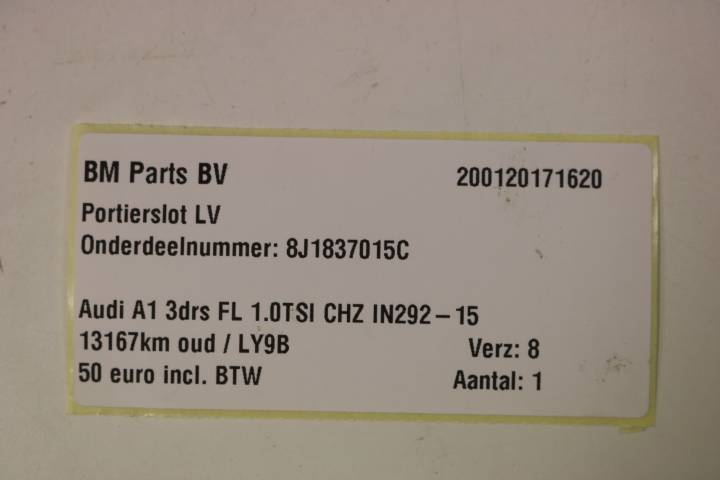 BM Parts BV 200120171620
Portierslot LV
Onderdeelnummer: 8J1837015C
Audi A1 3drs FL 1.0TSI CHZ IN292-15
13167km oud / LY9B Verz: 8
50 euro incl. BTW Aantal: 1